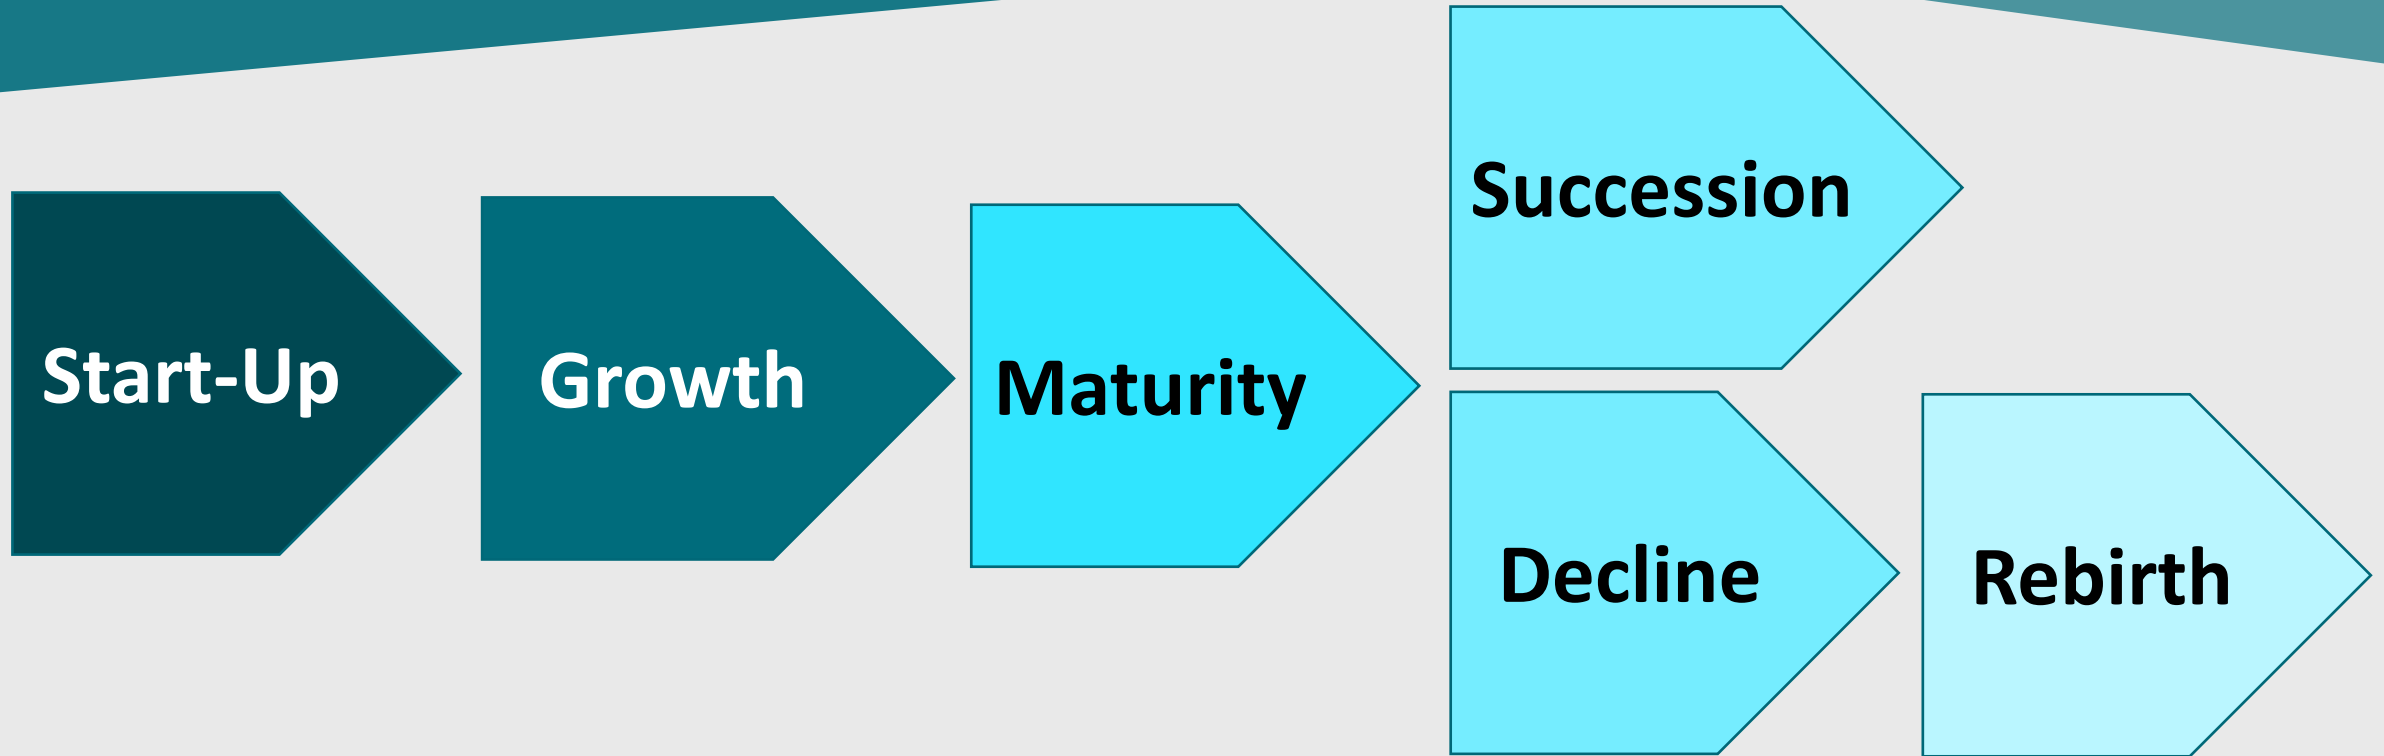 Start-Up
Growth
Maturity
Succession
Decline
Rebirth